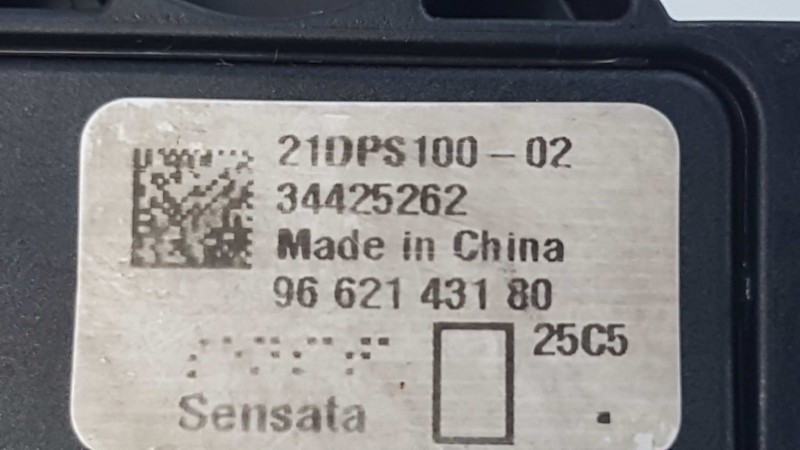 21DPS100-02
34425262
Made in China
96 621 431 80
25C5
Sensata